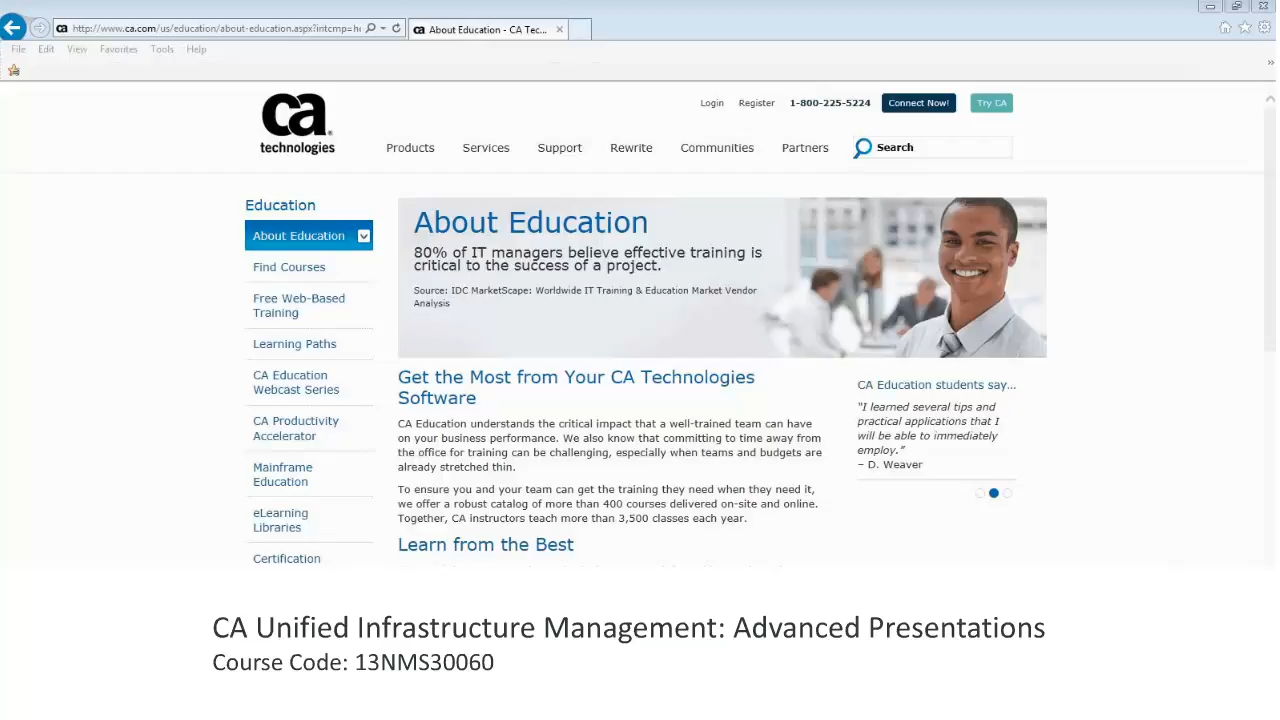 http://www.ca.com/us/education/about-education.aspx?intcmp=he
About Education - CA Tec...
File Edit View Favorites Tools Help
ca
technologies
Login Register 1-800-225-5224 Connect Now! Try CA
Products Services Support Rewrite Communities Partners Search
Education
About Education
Find Courses
Free Web-Based
Training
Learning Paths
CA Education
Webcast Series
CA Productivity
Accelerator
Mainframe
Education
eLearning
Libraries
Certification
About Education
80% of IT managers believe effective training is
critical to the success of a project.
Source: IDC MarketScape: Worldwide IT Training & Education Market Vendor
Analysis
Get the Most from Your CA Technologies
Software
CA Education understands the critical impact that a well-trained team can have
on your business performance. We also know that committing to time away from
the office for training can be challenging, especially when teams and budgets are
already stretched thin.
To ensure you and your team can get the training they need when they need it,
we offer a robust catalog of more than 400 courses delivered on-site and online.
Together, CA instructors teach more than 3,500 classes each year.
Learn from the Best
CA Education students say...
“I learned several tips and
practical applications that I
will be able to immediately
employ.”
– D. Weaver
CA Unified Infrastructure Management: Advanced Presentations
Course Code: 13NMS30060